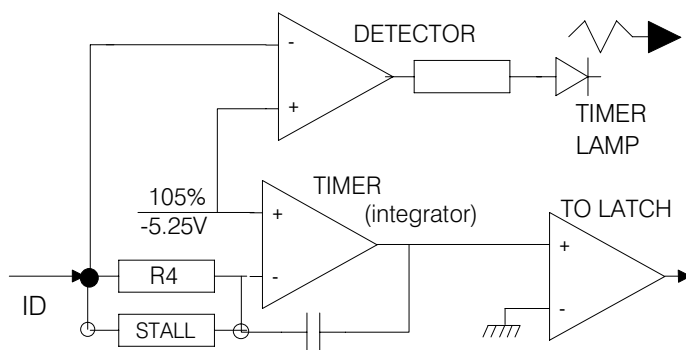 DETECTOR
-
+
TIMER
LAMP
105%
-5.25V
TIMER
(integrator)
+
-
TO LATCH
+
-
ID
R4
STALL